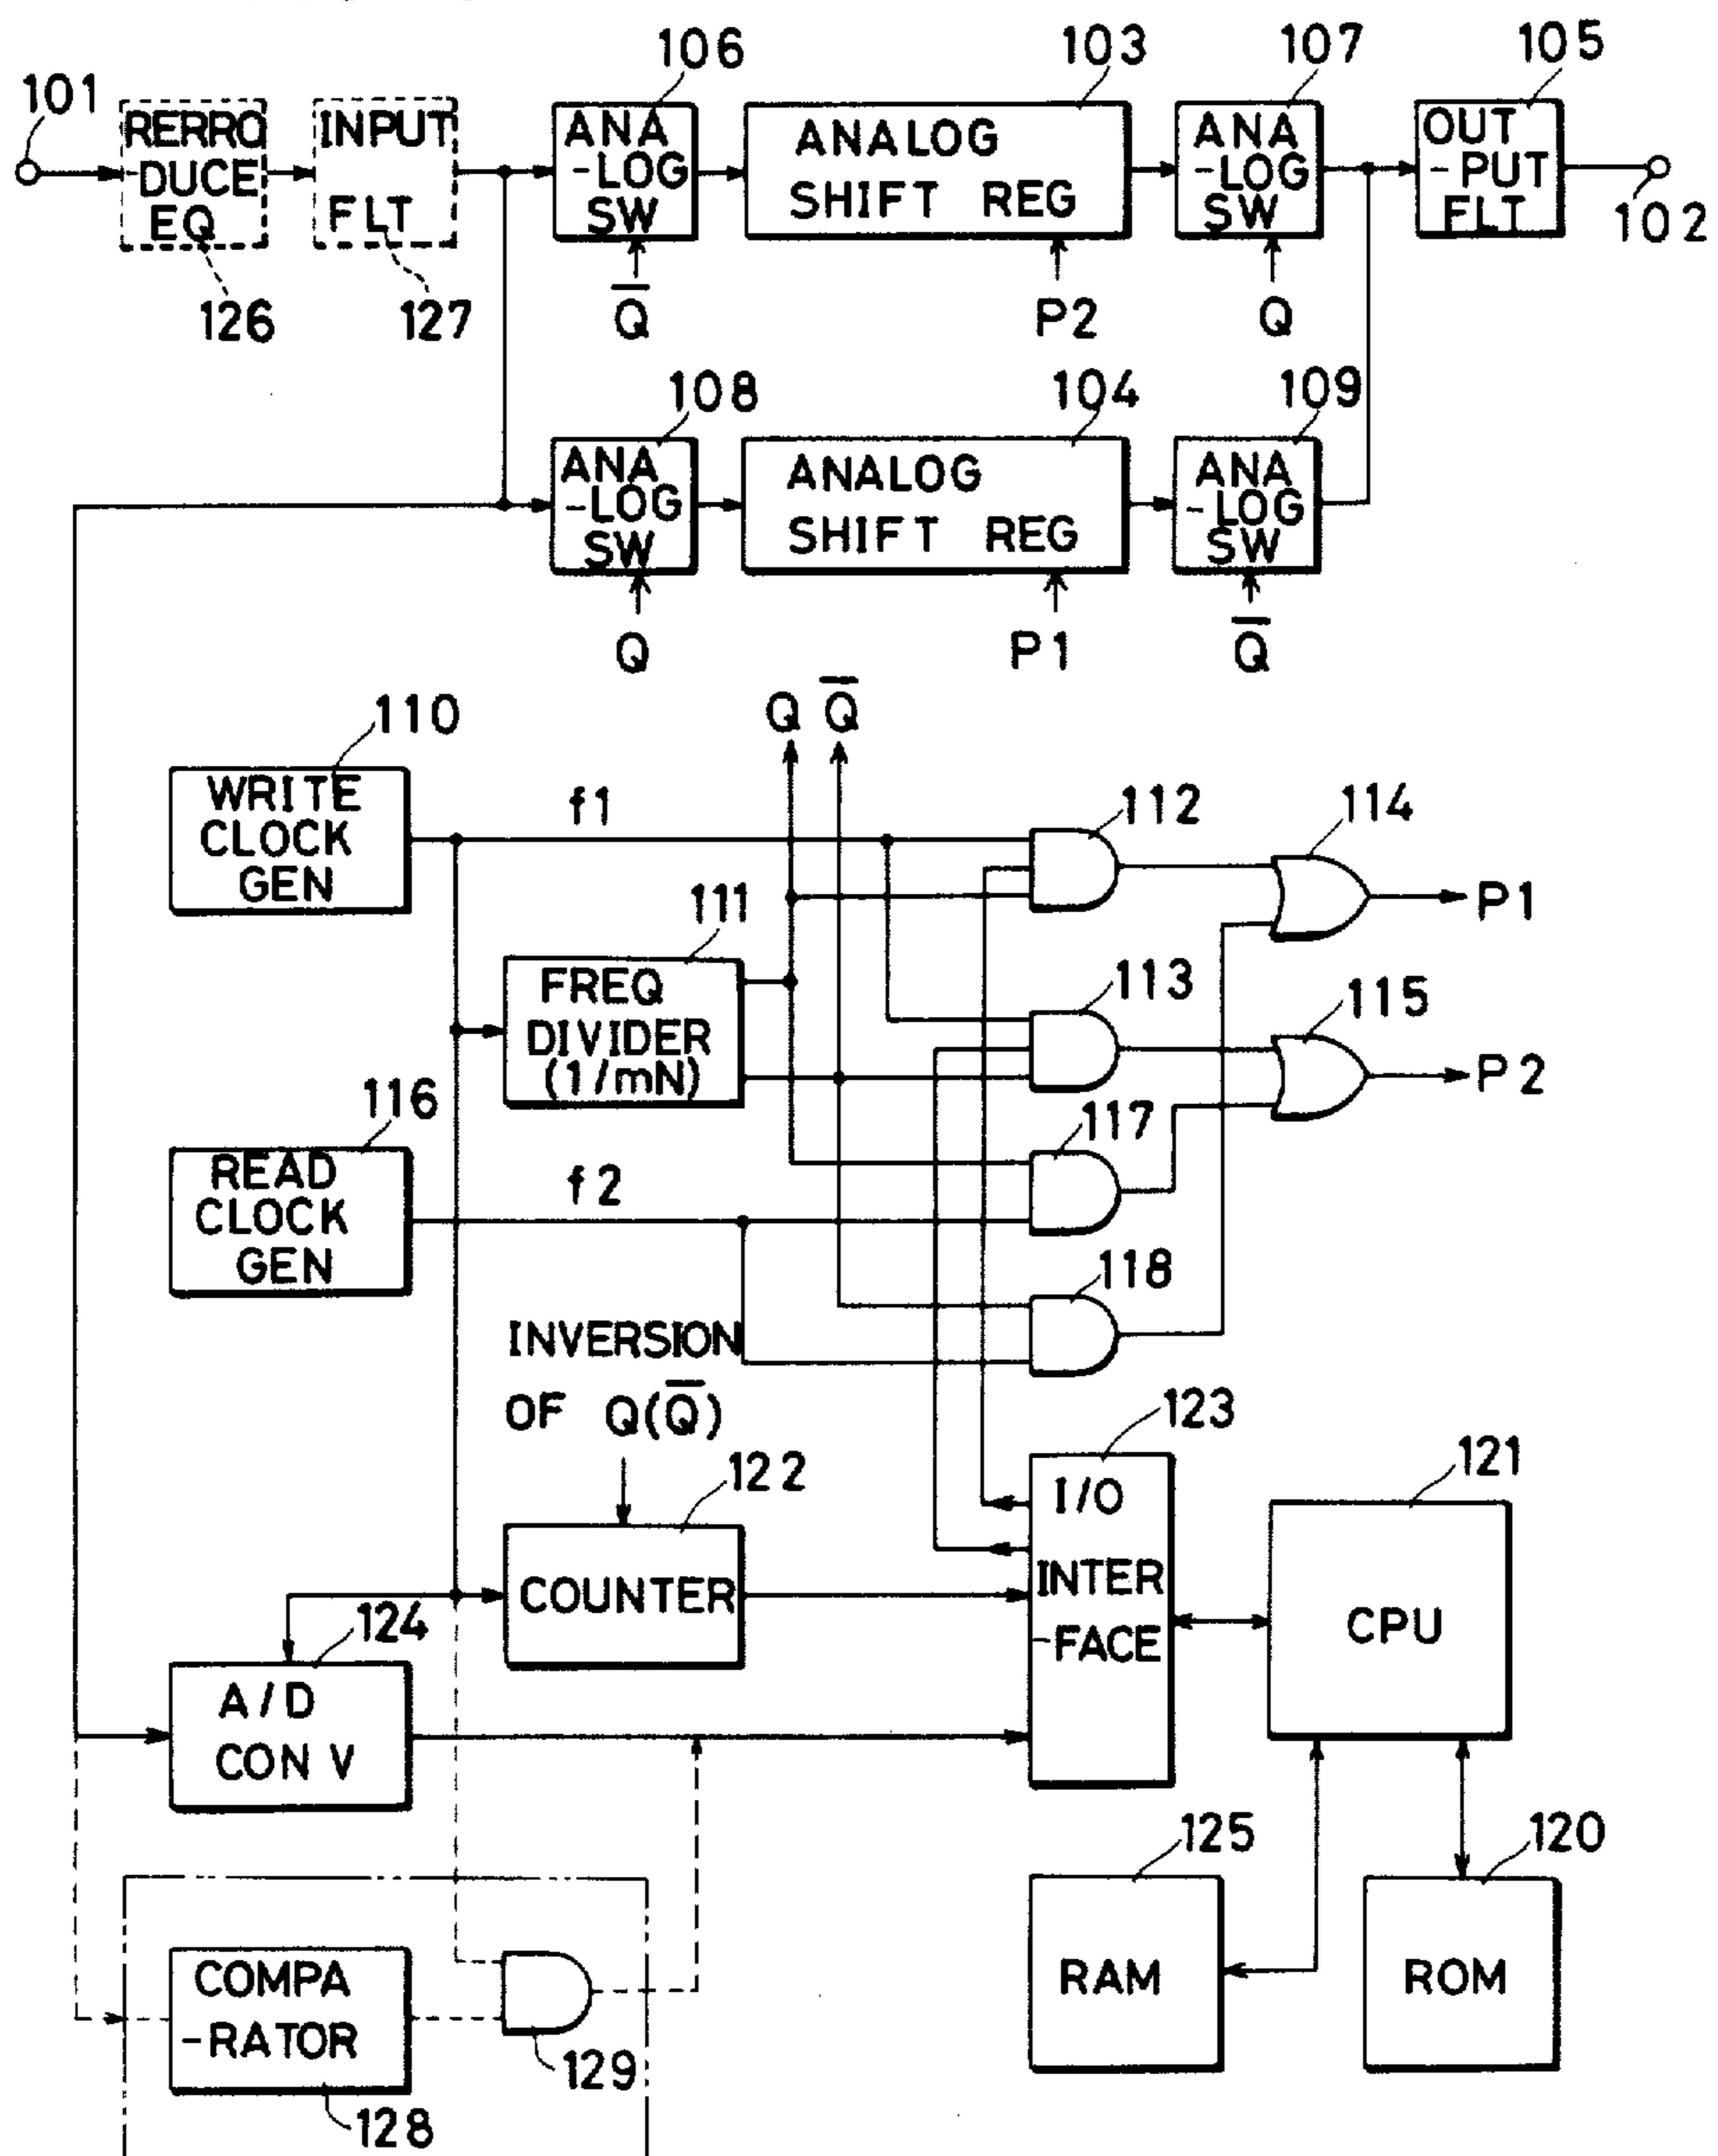 101
RERRO
-DUCE
EQ
126
INPUT
FLT
127
106
ANA
-LOG
SW
Q̅
103
ANALOG
SHIFT REG
P2
107
ANA
-LOG
SW
Q
105
OUT
-PUT
FLT
102
108
ANA
-LOG
SW
Q
104
ANALOG
SHIFT REG
P1
109
ANA
-LOG
SW
Q̅
Q Q̅
110
WRITE
CLOCK
GEN
f1
112
114
P1
111
FREQ
DIVIDER
(1/mN)
113
115
P2
116
READ
CLOCK
GEN
f2
117
118
INVERSION
OF Q(Q̅)
122
COUNTER
123
I/O
INTER
-FACE
121
CPU
124
A/D
CONV
125
RAM
120
ROM
COMPA
-RATOR
128
129